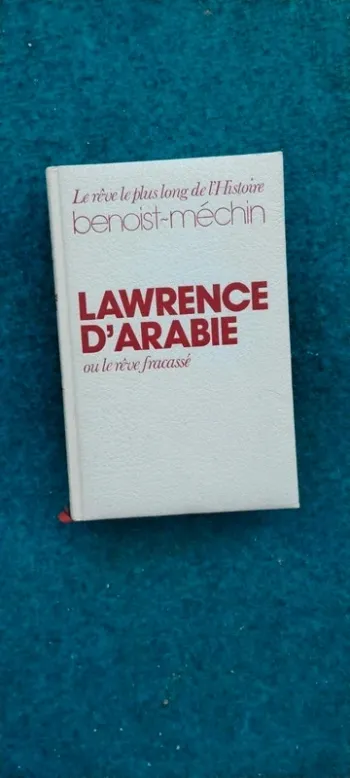 Le rêve le plus long de l'Histoire
benoist-méchin
LAWRENCE
D'ARABIE
ou le rêve fracassé